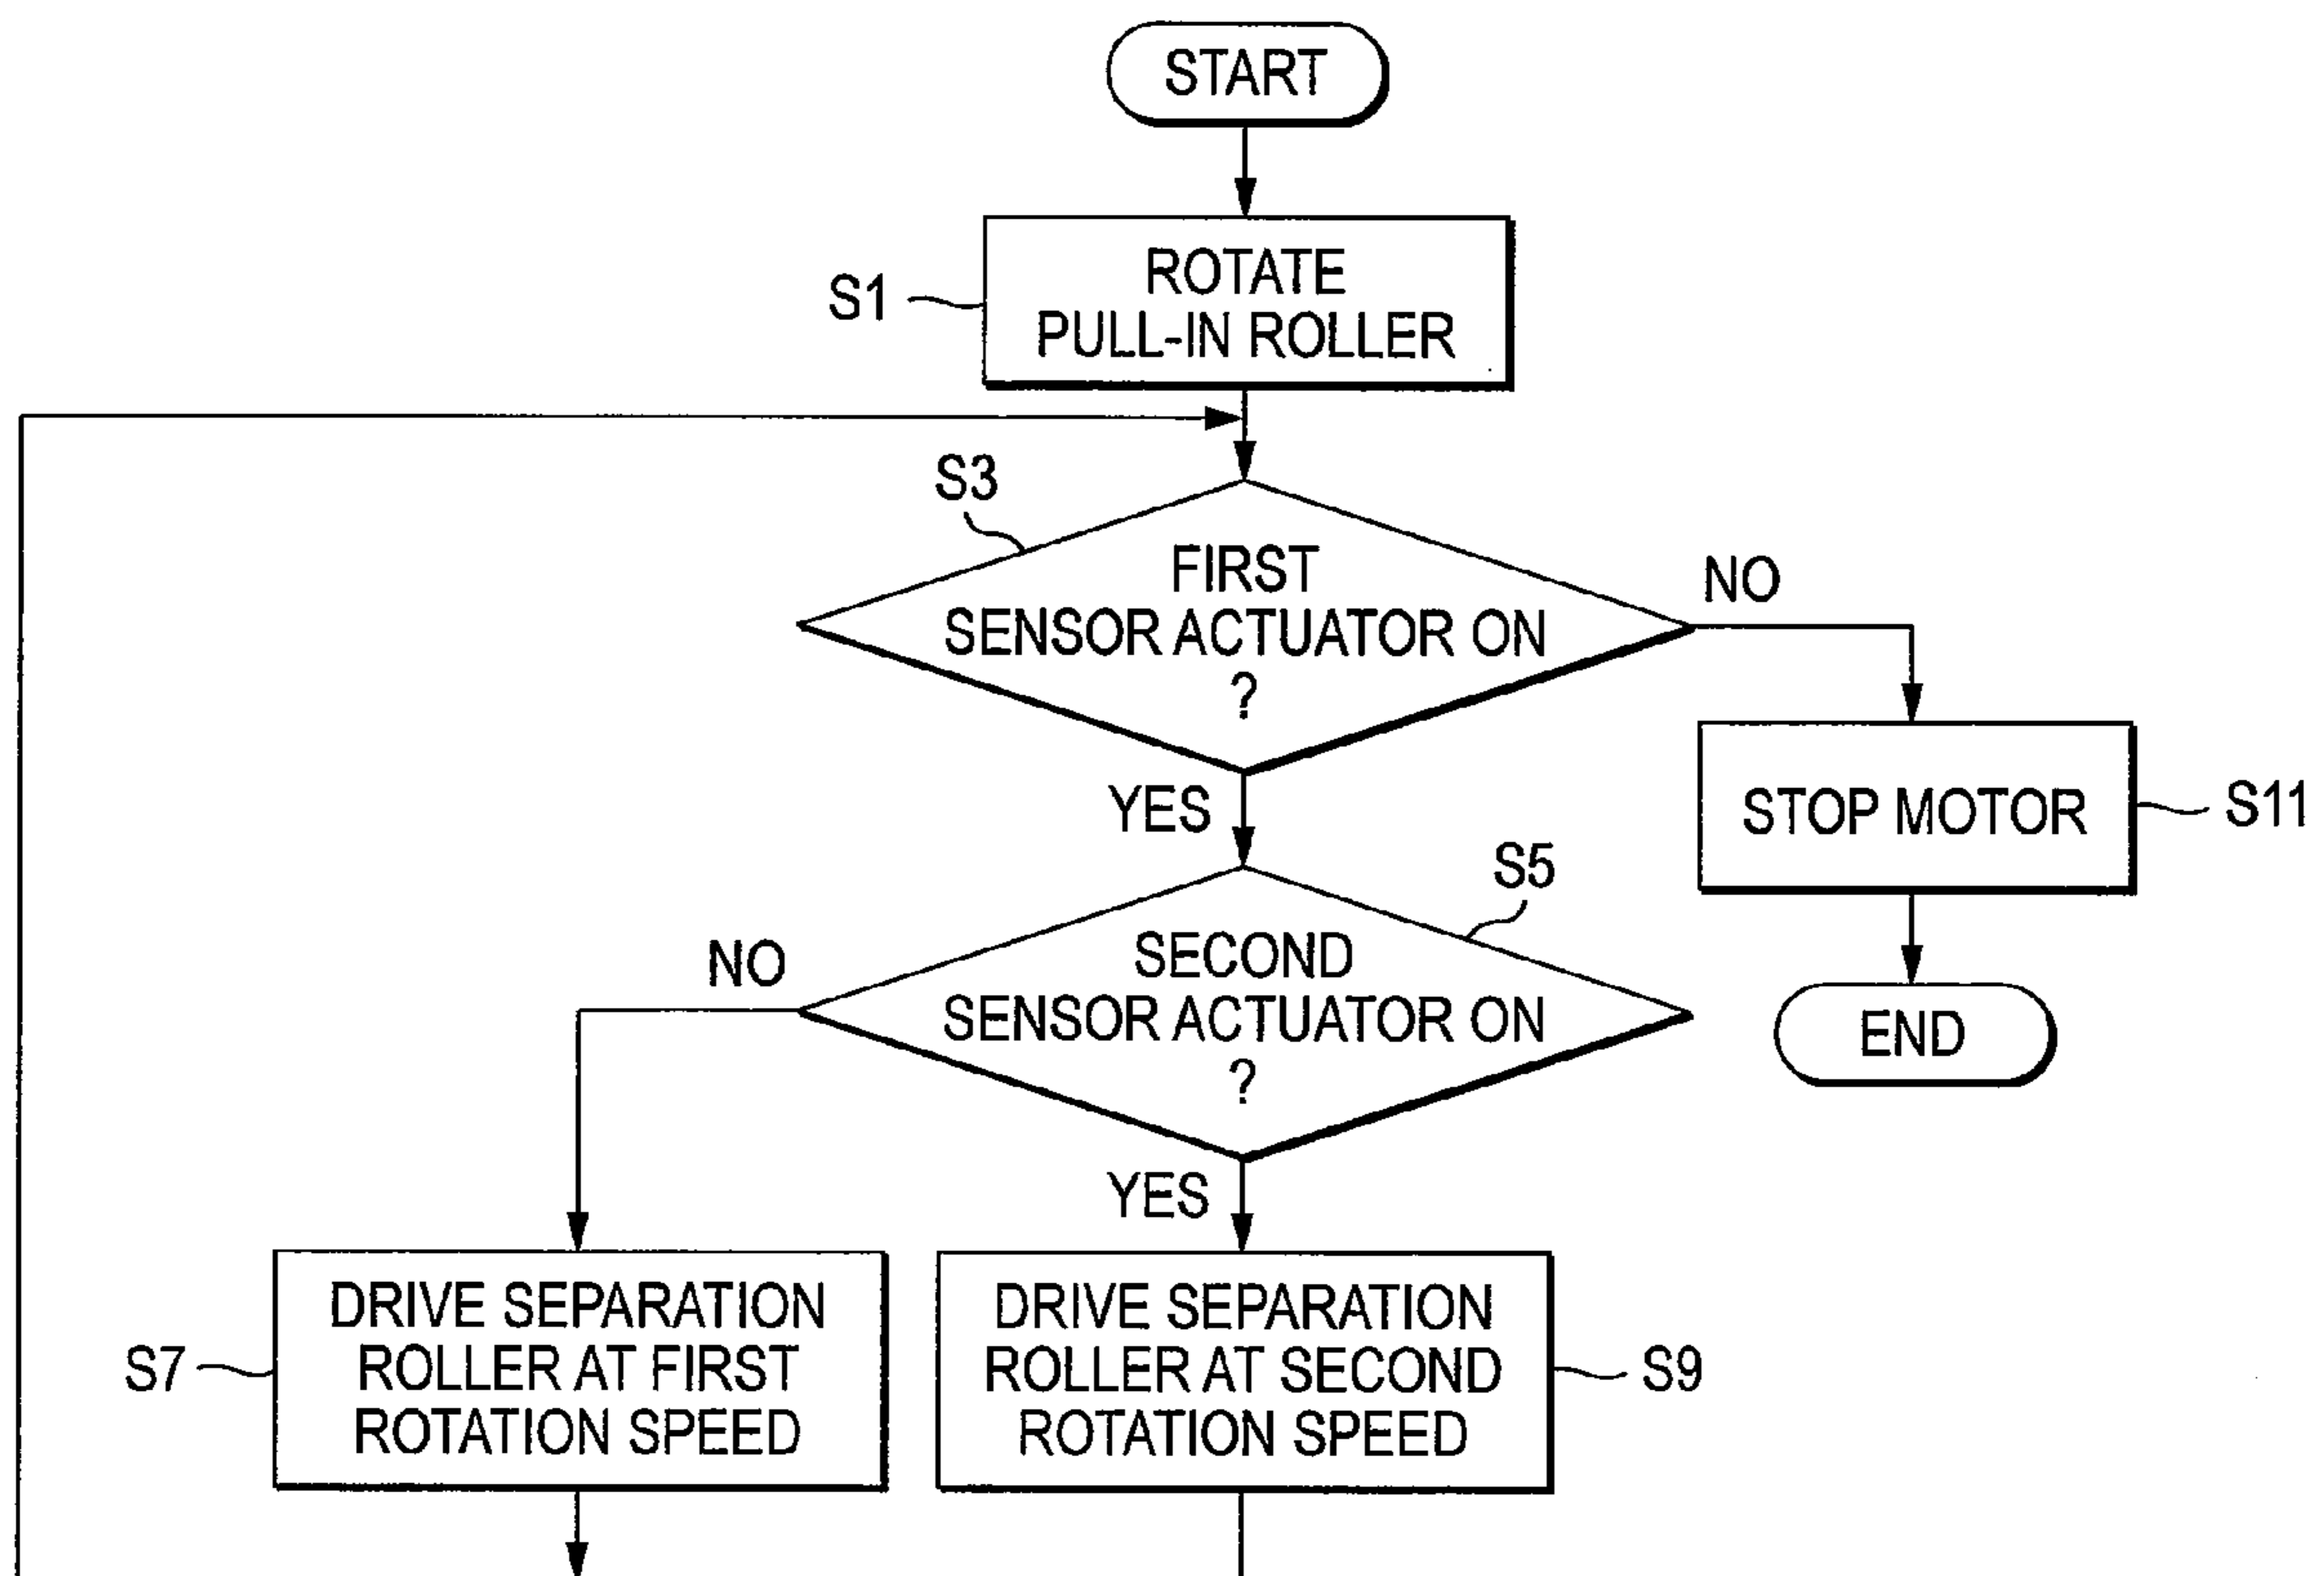 START
ROTATE
PULL-IN ROLLER
S1
S3
FIRST
SENSOR ACTUATOR ON
?
NO
YES
STOP MOTOR
S11
S5
SECOND
SENSOR ACTUATOR ON
?
NO
YES
END
S7
DRIVE SEPARATION
ROLLER AT FIRST
ROTATION SPEED
DRIVE SEPARATION
ROLLER AT SECOND
ROTATION SPEED
S9